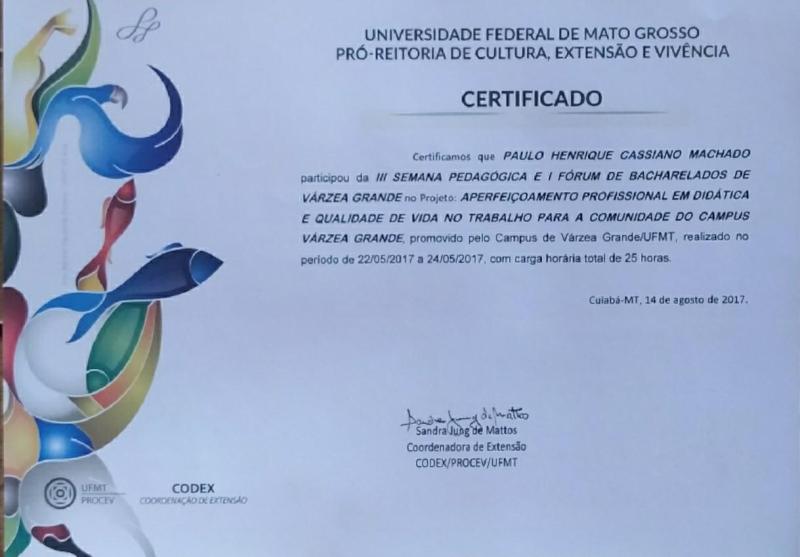 UNIVERSIDADE FEDERAL DE MATO GROSSO
PRÓ-REITORIA DE CULTURA, EXTENSÃO E VIVÊNCIA
CERTIFICADO
Certificamos que PAULO HENRIQUE CASSIANO MACHADO
participou da III SEMANA PEDAGÓGICA E I FÓRUM DE BACHARELADOS DE
VÁRZEA GRANDE no Projeto: APERFEIÇOAMENTO PROFISSIONAL EM DIDÁTICA
E QUALIDADE DE VIDA NO TRABALHO PARA A COMUNIDADE DO CAMPUS
VÁRZEA GRANDE, promovido pelo Campus de Várzea Grande/UFMT, realizado no
período de 22/05/2017 a 24/05/2017, com carga horária total de 25 horas.
Cuiabá-MT, 14 de agosto de 2017.
Sandra Jung de Mattos
Sandra Jung de Mattos
Coordenadora de Extensão
CODEX/PROCEV/UFMT
UFMT
PROCEV
CODEX
COORDENAÇÃO DE EXTENSÃO